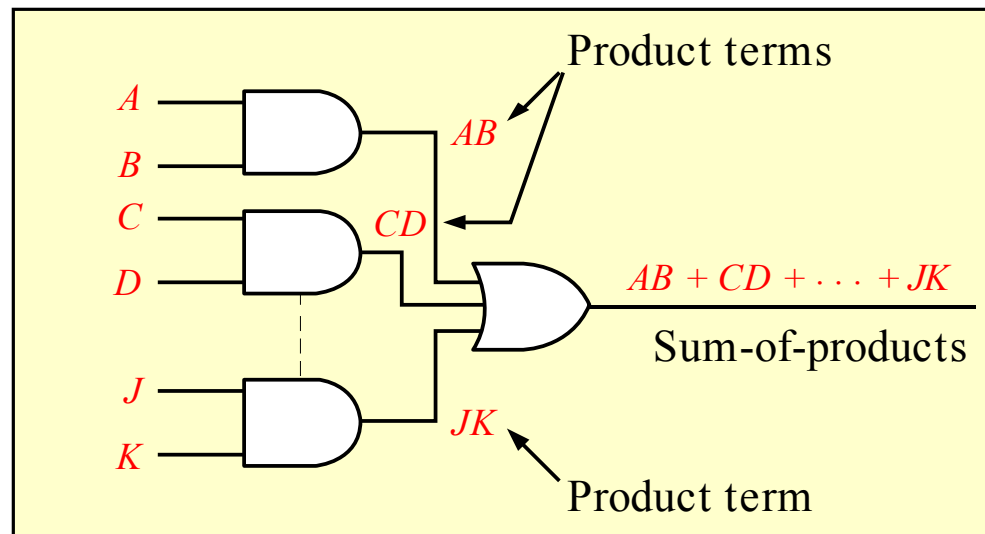 Product terms
A
AB
B
C
CD
D
AB + CD + . . . + JK
Sum-of-products
J
JK
K
Product term